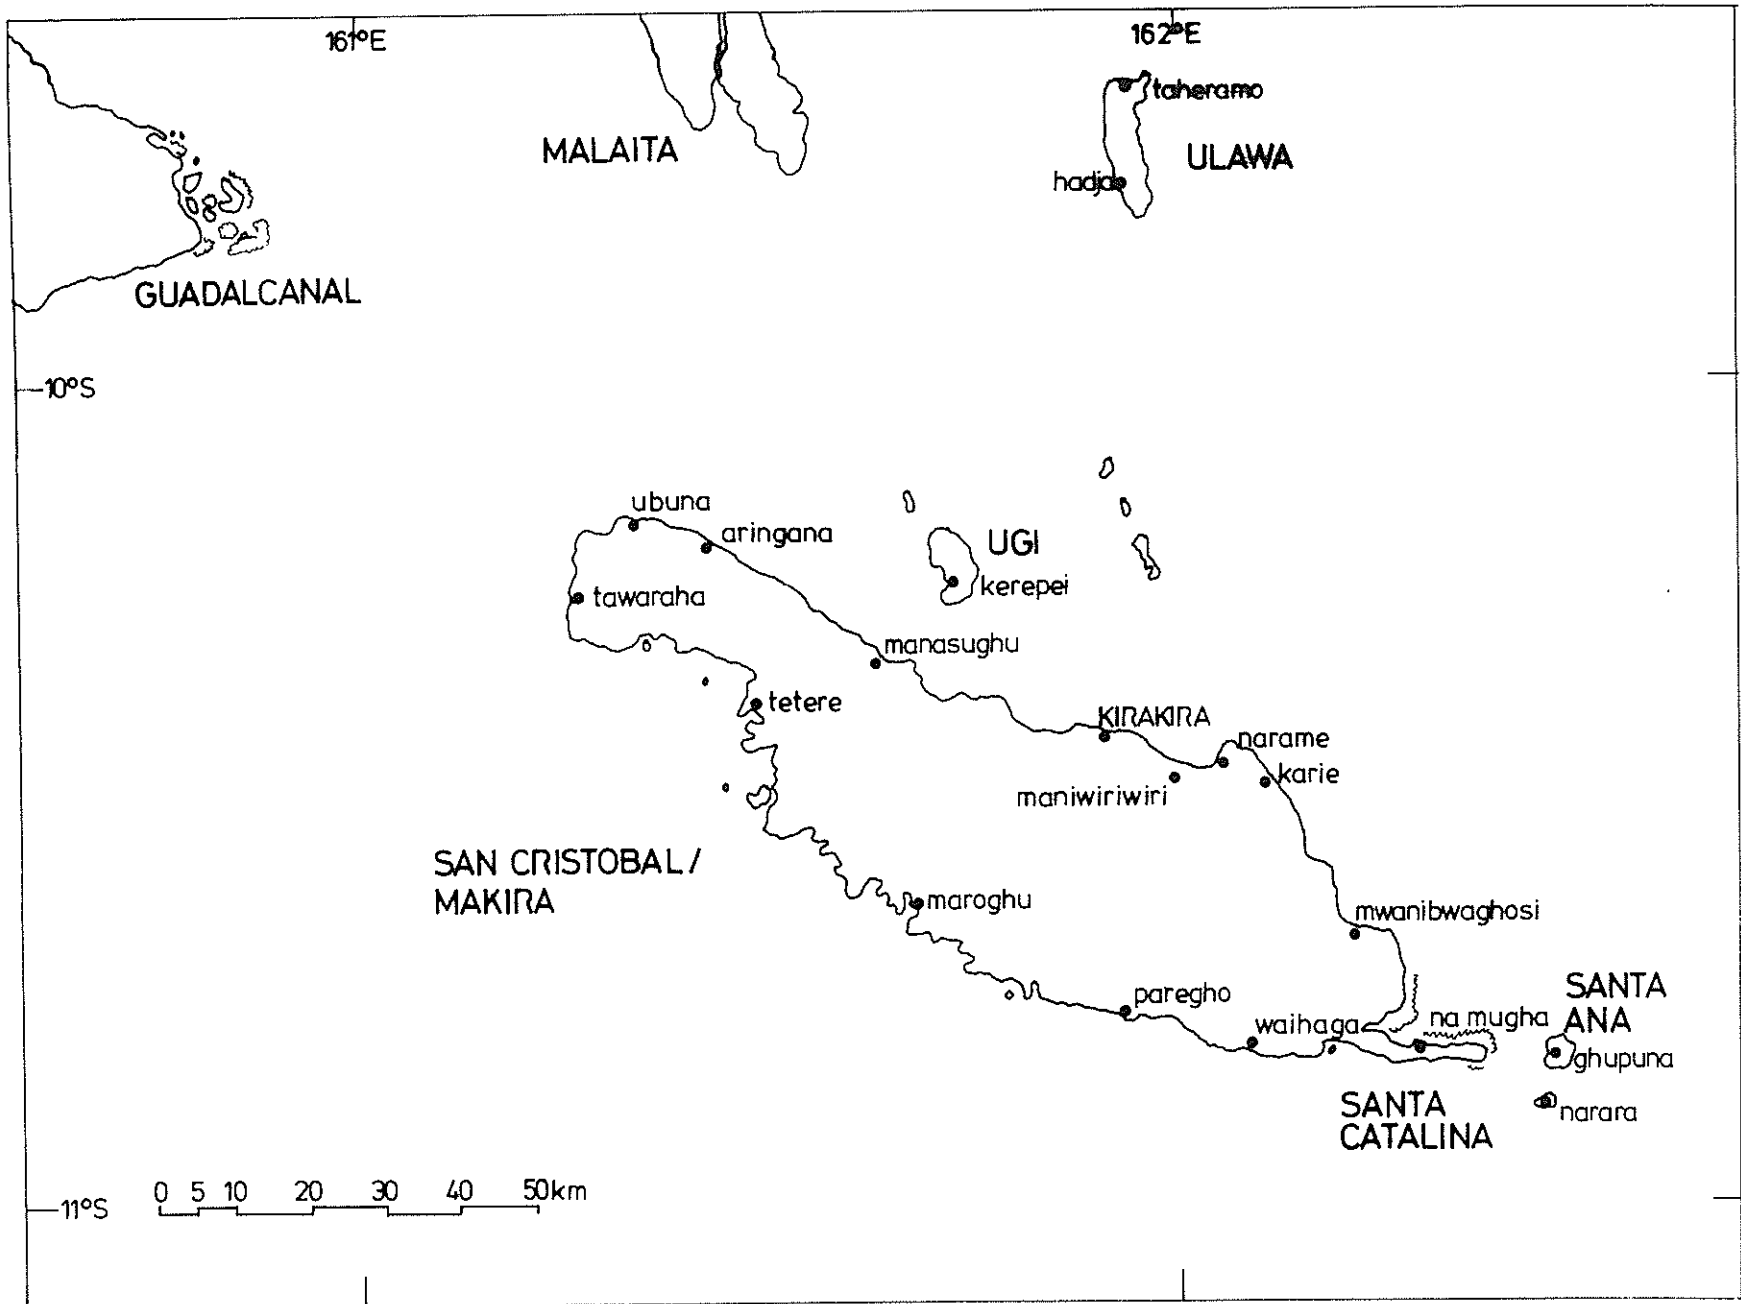 161°E
162°E
taheramo
MALAITA
ULAWA
hadja
GUADALCANAL
10°S
ubuna
aringana
UGI
kerepei
tawaraha
manasughu
tetere
KIRAKIRA
narame
karie
maniwiriwiri
SAN CRISTOBAL/
MAKIRA
maroghu
mwanibwaghosi
paregho
SANTA
ANA
waihaga
na mugha
ghupuna
SANTA
CATALINA
narara
0 5 10 20 30 40 50km
11°S